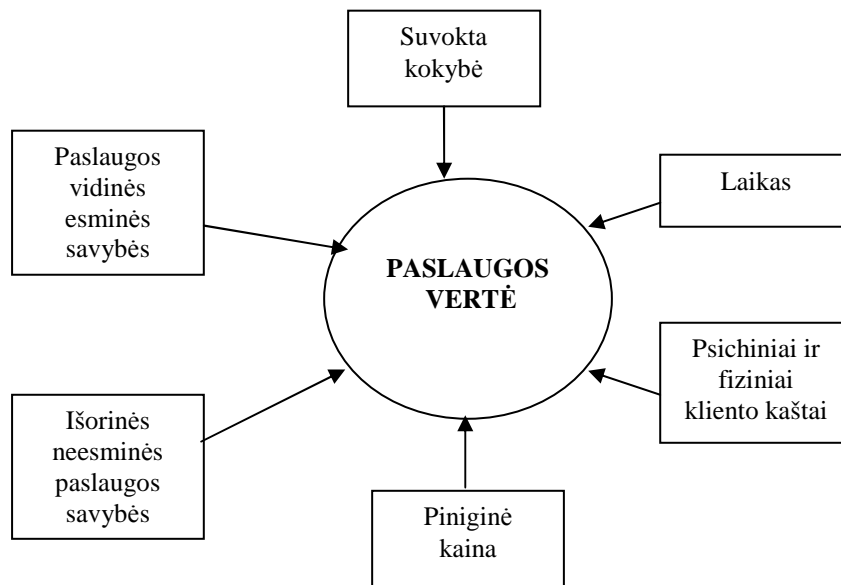 Suvokta
kokybė
Paslaugos
vidinės
esminės
savybės
Laikas
PASLAUGOS
VERTĖ
Psichiniai ir
fiziniai
kliento kaštai
Išorinės
neesminės
paslaugos
savybės
Piniginė
kaina